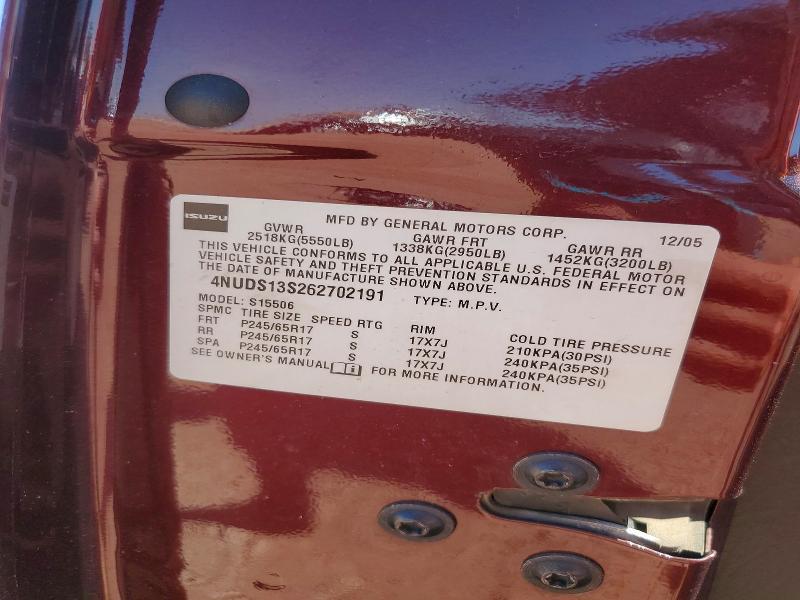 ISUZU
MFD BY GENERAL MOTORS CORP. 12/05
GVWR GAWR FRT GAWR RR
2518KG(5550LB) 1338KG(2950LB) 1452KG(3200LB)
THIS VEHICLE CONFORMS TO ALL APPLICABLE U.S. FEDERAL MOTOR
VEHICLE SAFETY AND THEFT PREVENTION STANDARDS IN EFFECT ON
THE DATE OF MANUFACTURE SHOWN ABOVE.
4NUDS13S262702191 TYPE: M.P.V.
MODEL: S15506
SPMC TIRE SIZE SPEED RTG RIM COLD TIRE PRESSURE
FRT P245/65R17 S 17X7J 210KPA(30PSI)
RR P245/65R17 S 17X7J 240KPA(35PSI)
SPA P245/65R17 S 17X7J 240KPA(35PSI)
SEE OWNER'S MANUAL FOR MORE INFORMATION.